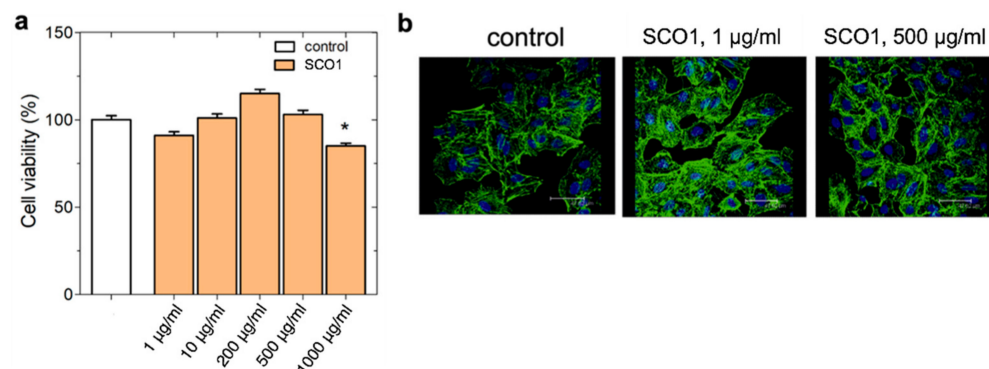 a
150
100
50
0
Cell viability (%)
control
SCO1
*
1 µg/ml
10 µg/ml
200 µg/ml
500 µg/ml
1000 µg/ml
b
control
SCO1, 1 µg/ml
SCO1, 500 µg/ml